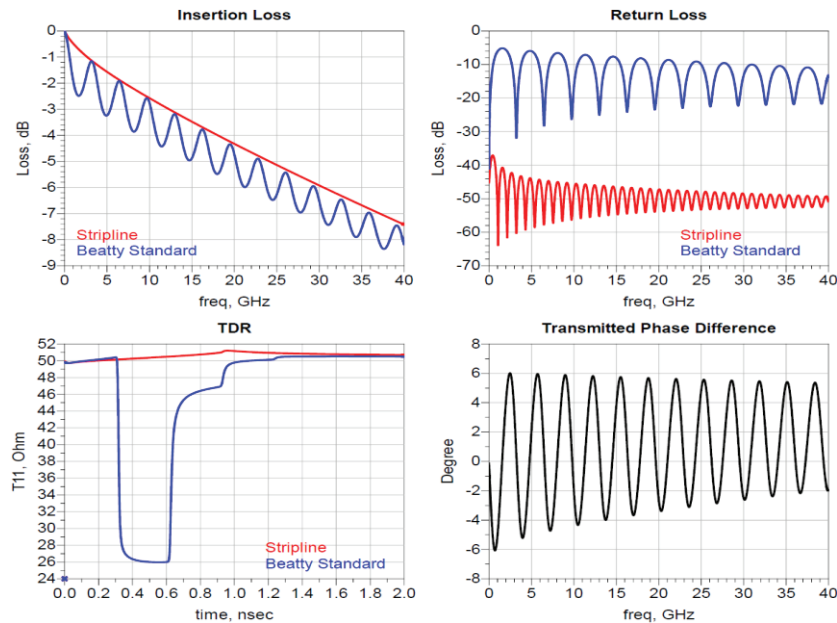 Insertion Loss
Loss, dB
0
-1
-2
-3
-4
-5
-6
-7
-8
-9
Stripline
Beatty Standard
0 5 10 15 20 25 30 35 40
freq, GHz
Return Loss
Loss, dB
0
-10
-20
-30
-40
-50
-60
-70
Stripline
Beatty Standard
0 5 10 15 20 25 30 35 40
freq, GHz
TDR
T11, Ohm
52
50
48
46
44
42
40
38
36
34
32
30
28
26
24
Stripline
Beatty Standard
0.0 0.2 0.4 0.6 0.8 1.0 1.2 1.4 1.6 1.8 2.0
time, nsec
Transmitted Phase Difference
Degree
8
6
4
2
0
-2
-4
-6
-8
0 5 10 15 20 25 30 35 40
freq, GHz